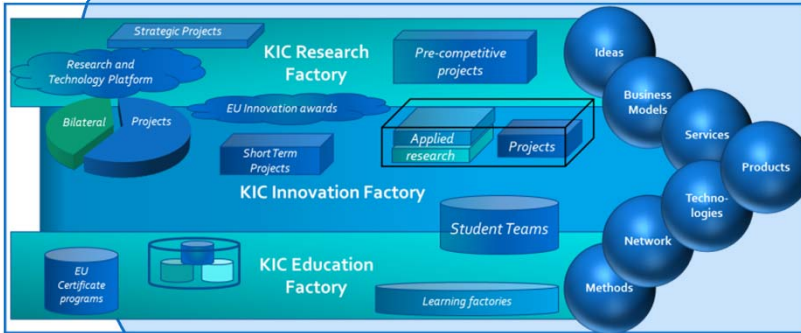 Strategic Projects
KIC Research
Factory
Research and
Technology Platform
Pre-competitive
projects
Ideas
Business
Models
EU Innovation awards
Bilateral
Projects
Short Term
Projects
Applied
research
Projects
Services
Products
KIC Innovation Factory
Student Teams
Techno-
logies
Network
KIC Education
Factory
EU
Certificate
programs
Learning factories
Methods